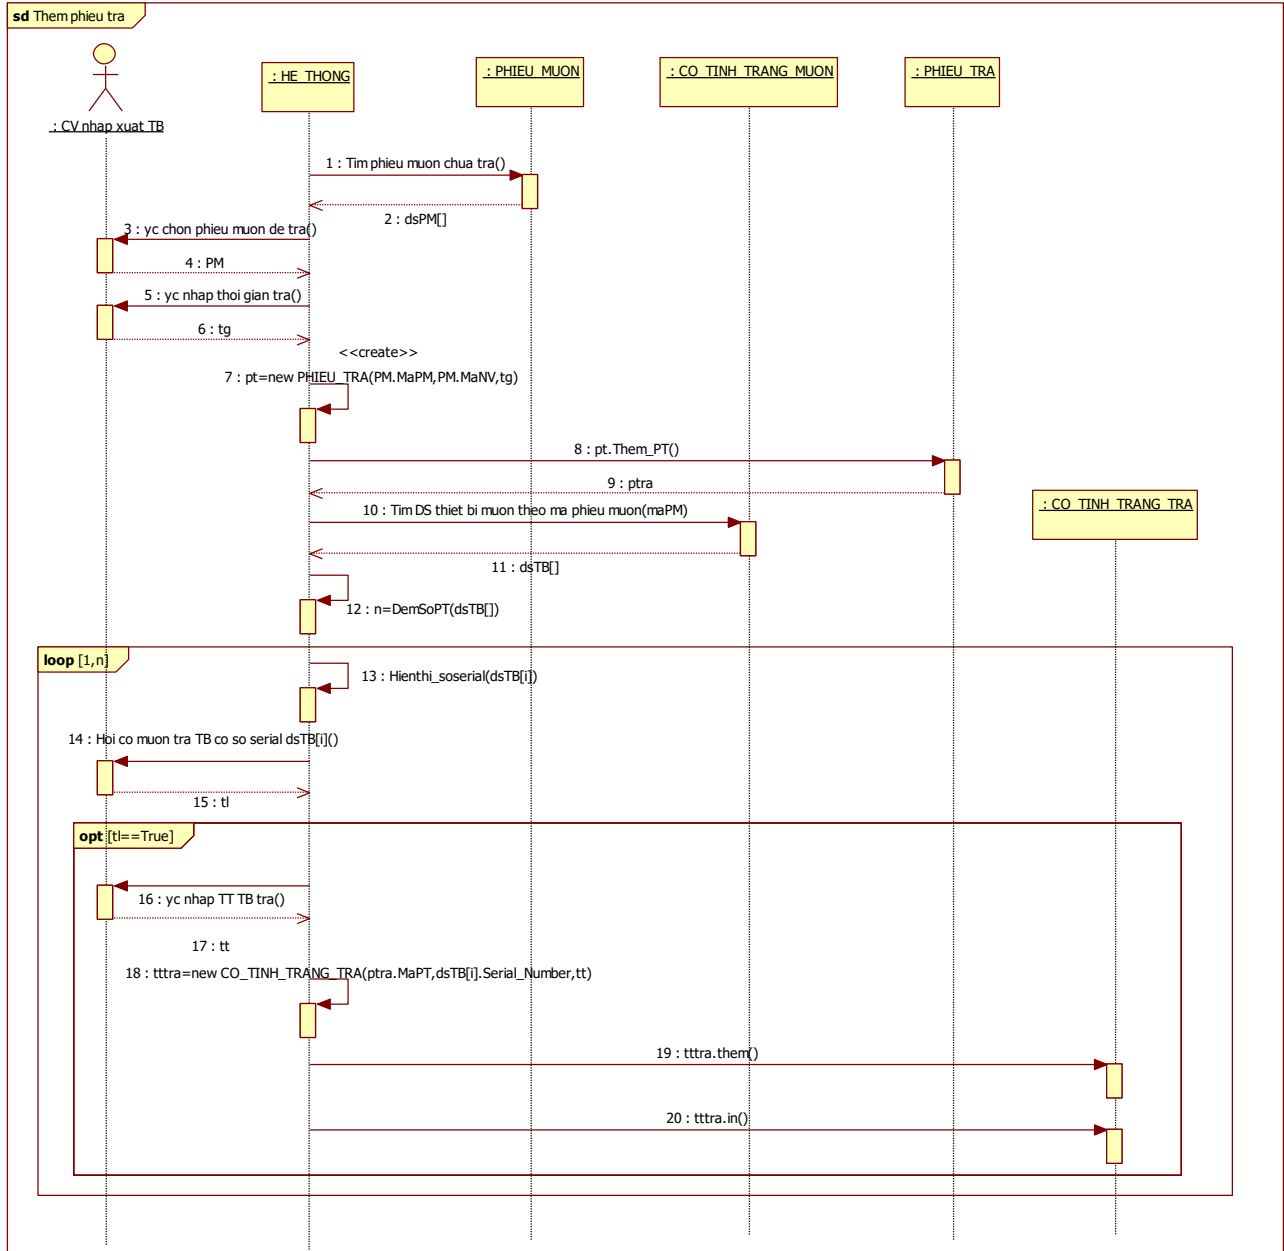 sd Them phieu tra
: HE_THONG
: PHIEU_MUON
: CO_TINH_TRANG_MUON
: PHIEU_TRA
: CV nhap xuat TB
1 : Tim phieu muon chua tra()
2 : dsPM[]
3 : yc chon phieu muon de tra()
4 : PM
5 : yc nhap thoi gian tra()
6 : tg
<<create>>
7 : pt=new PHIEU_TRA(PM.MaPM,PM.MaNV,tg)
8 : pt.Them_PT()
9 : ptra
: CO_TINH_TRANG_TRA
10 : Tim DS thiet bi muon theo ma phieu muon(maPM)
11 : dsTB[]
12 : n=DemSoPT(dsTB[])
loop [1,n]
13 : Hienthi_soserial(dsTB[i])
14 : Hoi co muon tra TB co so serial dsTB[i]()
15 : tl
opt [tl==True]
16 : yc nhap TT TB tra()
17 : tt
18 : tttra=new CO_TINH_TRANG_TRA(ptra.MaPT,dsTB[i].Serial_Number,tt)
19 : tttra.them()
20 : tttra.in()